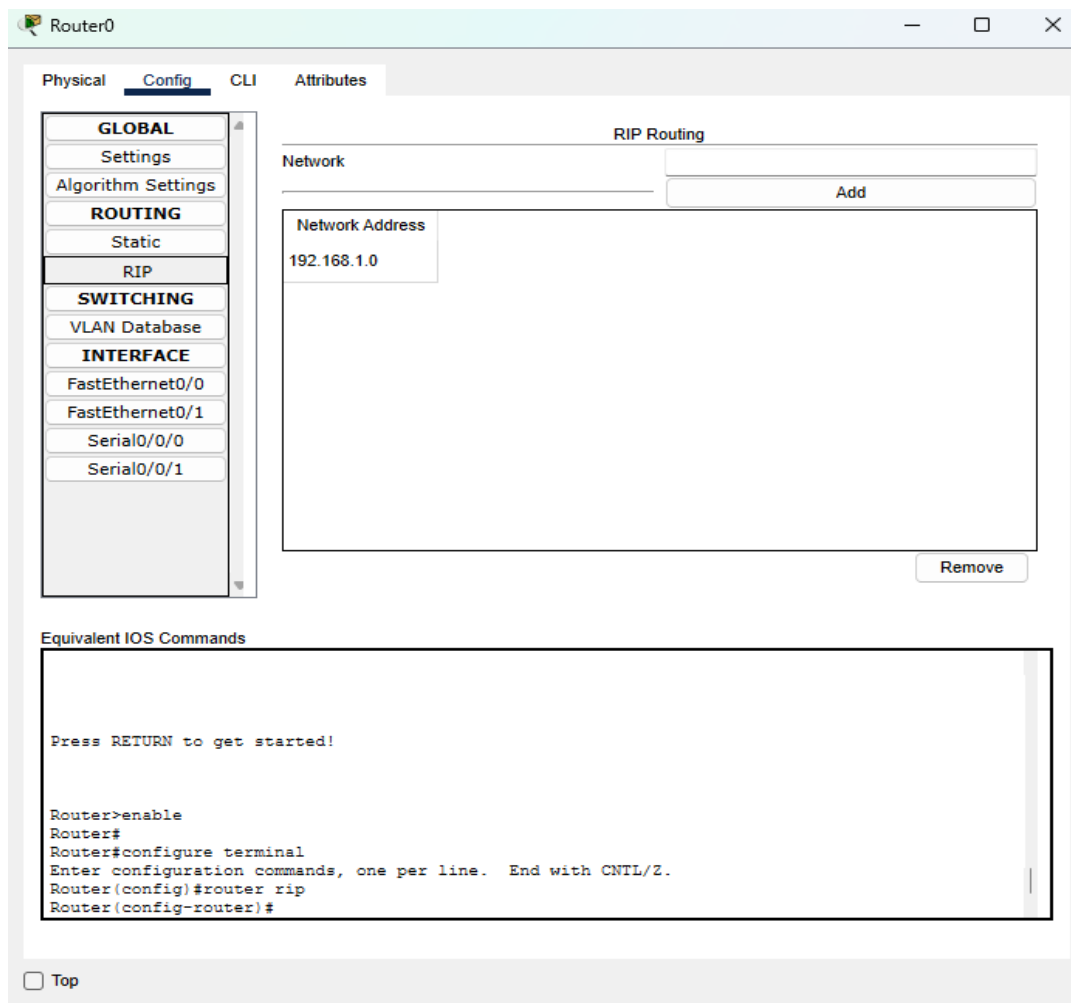 Router0
Physical Config CLI Attributes
GLOBAL
Settings
Algorithm Settings
ROUTING
Static
RIP
SWITCHING
VLAN Database
INTERFACE
FastEthernet0/0
FastEthernet0/1
Serial0/0/0
Serial0/0/1
RIP Routing
Network
Add
Network Address
192.168.1.0
Remove
Equivalent IOS Commands
Press RETURN to get started!
Router>enable
Router#
Router#configure terminal
Enter configuration commands, one per line.  End with CNTL/Z.
Router(config)#router rip
Router(config-router)#
Top